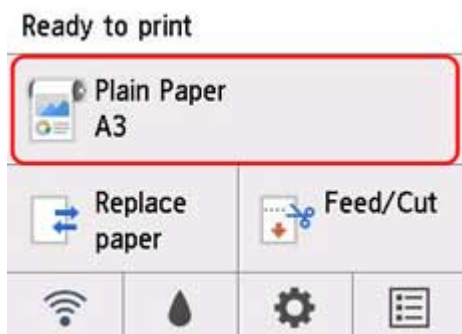 Ready to print
Plain Paper
A3
Replace
paper
Feed/Cut